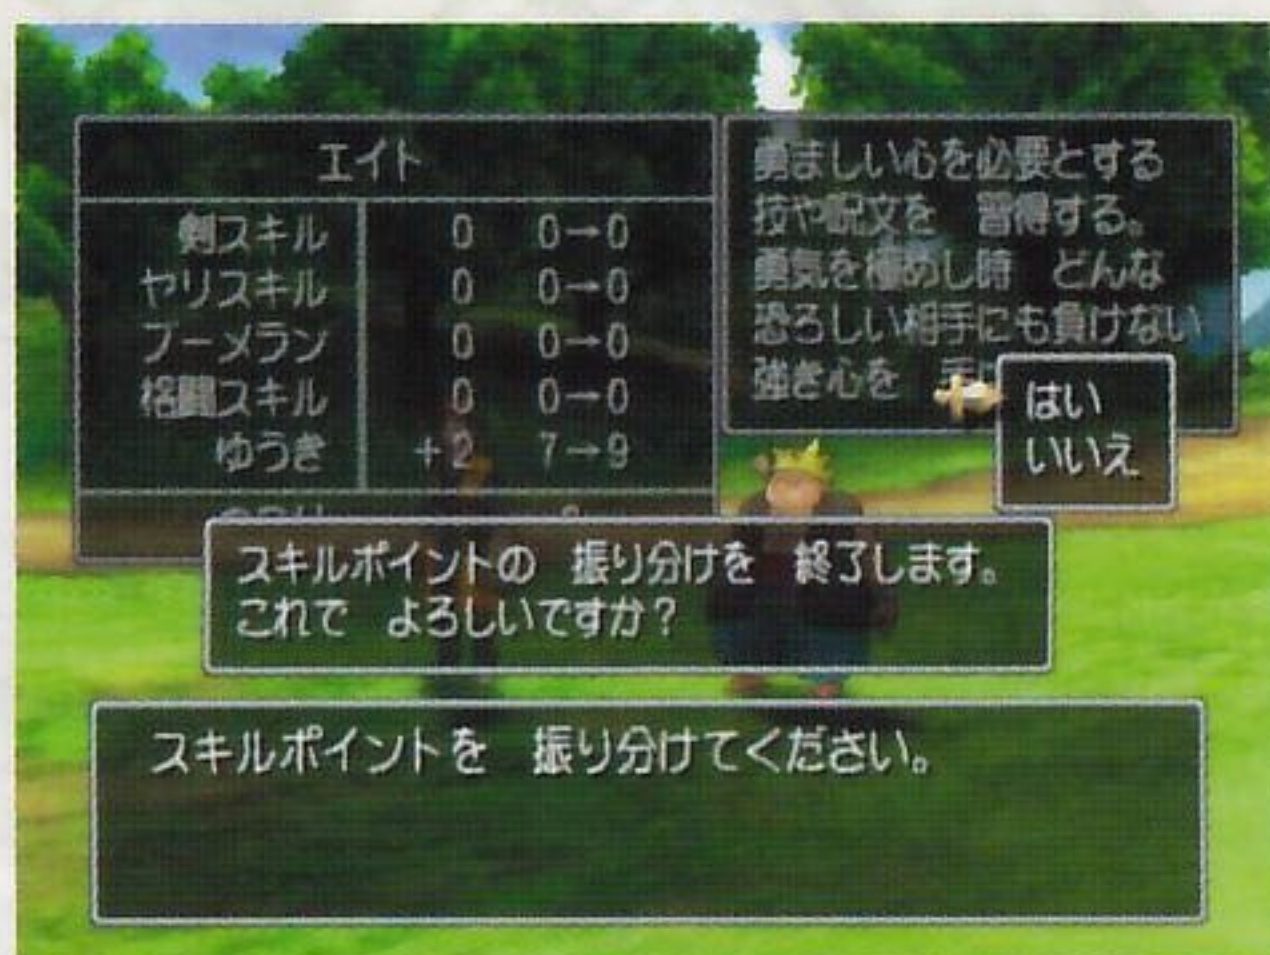 エイト
剣スキル 0 0→0
ヤリスキル 0 0→0
ブーメラン 0 0→0
格闘スキル 0 0→0
ゆうき +2 7→9
勇ましい心を必要とする
技や呪文を 習得する。
勇気を極めし時 どんな
恐ろしい相手にも負けない
強き心を
はい
いいえ
スキルポイントの 振り分けを 終了します。
これで よろしいですか?
スキルポイントを 振り分けてください。